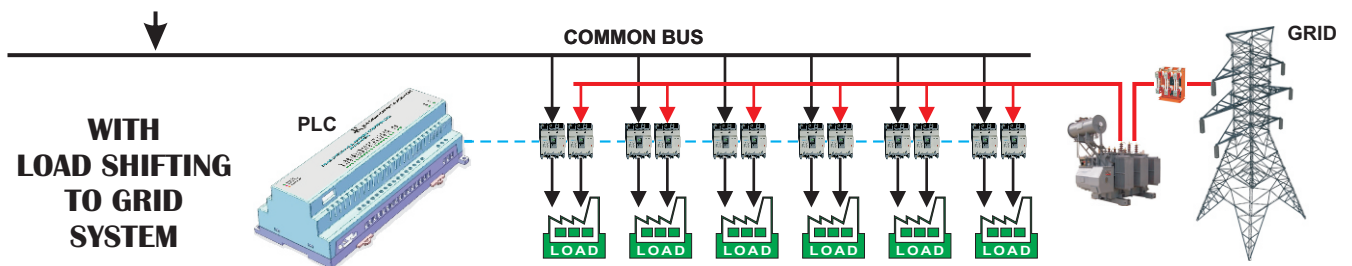 COMMON BUS
GRID
PLC
WITH
LOAD SHIFTING
TO GRID
SYSTEM
LOAD
LOAD
LOAD
LOAD
LOAD
LOAD